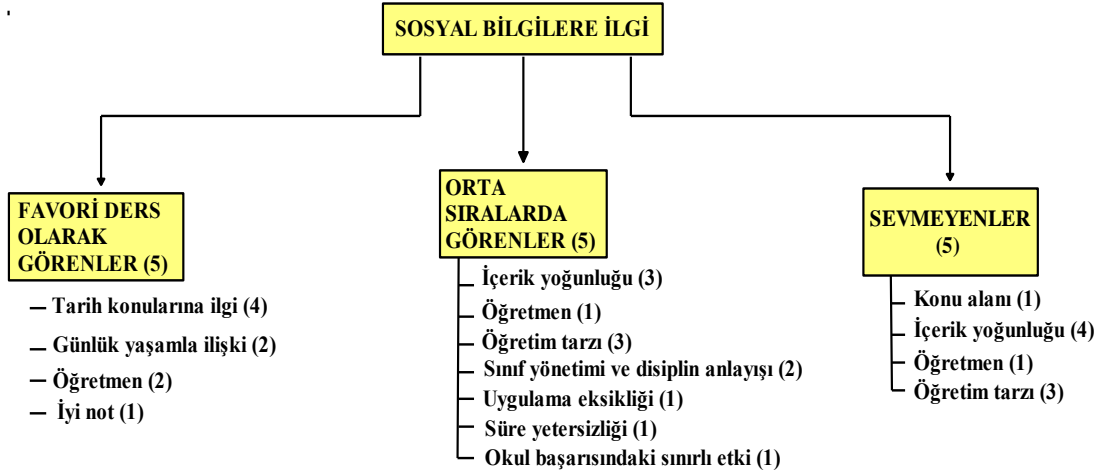 SOSYAL BİLGİLERE İLGİ
FAVORİ DERS
OLARAK
GÖRENLER (5)
— Tarih konularına ilgi (4)
— Günlük yaşamla ilişki (2)
— Öğretmen (2)
— İyi not (1)
ORTA
SIRALARDA
GÖRENLER (5)
İçerik yoğunluğu (3)
Öğretmen (1)
Öğretim tarzı (3)
Sınıf yönetimi ve disiplin anlayışı (2)
Uygulama eksikliği (1)
Süre yetersizliği (1)
Okul başarısındaki sınırlı etki (1)
SEVMEYENLER
(5)
Konu alanı (1)
İçerik yoğunluğu (4)
Öğretmen (1)
Öğretim tarzı (3)